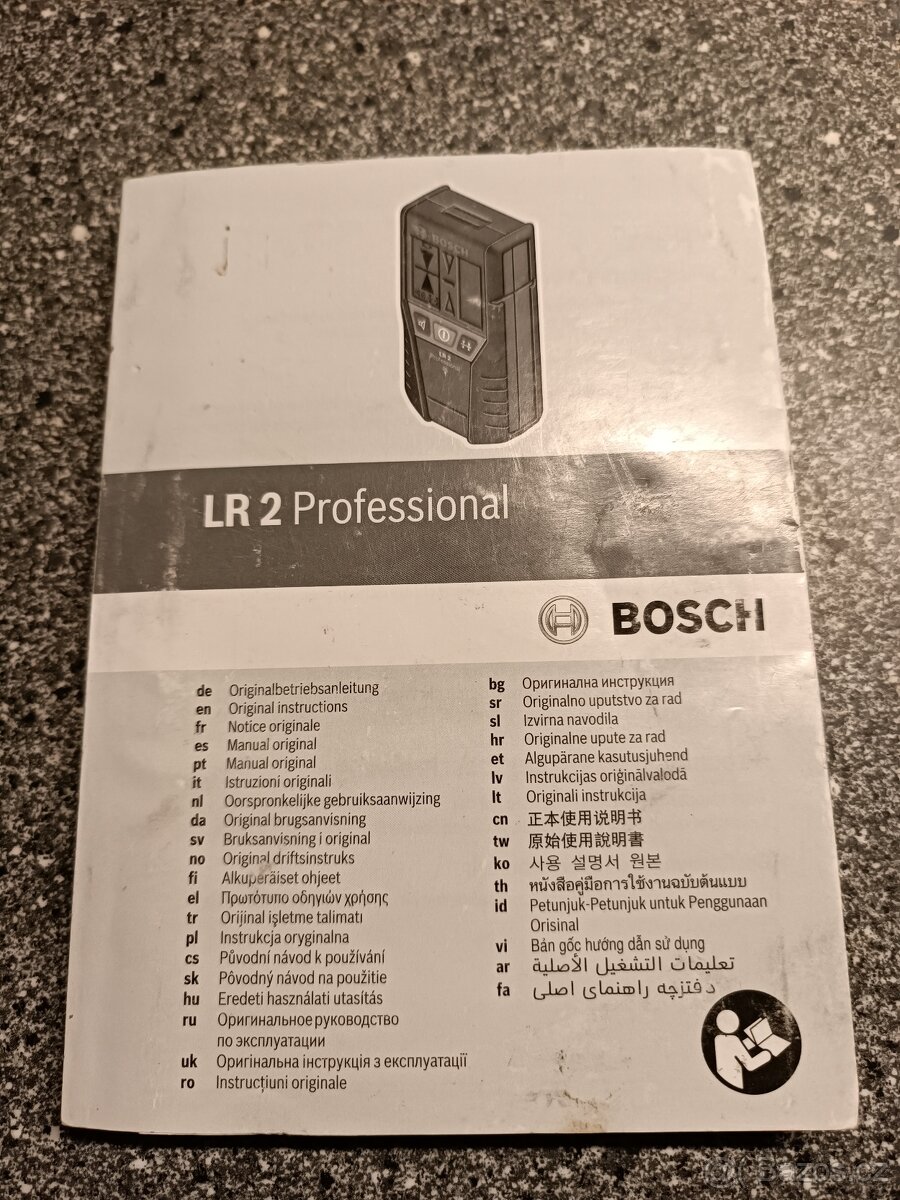 BOSCH
LR 2
Professional
LR 2 Professional
BOSCH
de Originalbetriebsanleitung
en Original instructions
fr Notice originale
es Manual original
pt Manual original
it Istruzioni originali
nl Oorspronkelijke gebruiksaanwijzing
da Original brugsanvisning
sv Bruksanvisning i original
no Original driftsinstruks
fi Alkuperäiset ohjeet
el Πρωτότυπο οδηγιών χρήσης
tr Orijinal işletme talimatı
pl Instrukcja oryginalna
cs Původní návod k používání
sk Pôvodný návod na použitie
hu Eredeti használati utasítás
ru Оригинальное руководство
по эксплуатации
uk Оригінальна інструкція з експлуатації
ro Instrucțiuni originale
bg Оригинална инструкция
sr Originalno uputstvo za rad
sl Izvirna navodila
hr Originalne upute za rad
et Algupärane kasutusjuhend
lv Instrukcijas oriģinālvalodā
lt Originali instrukcija
cn 正本使用说明书
tw 原始使用說明書
ko 사용 설명서 원본
th หนังสือคู่มือการใช้งานฉบับต้นแบบ
id Petunjuk-Petunjuk untuk Penggunaan
Orisinal
vi Bản gốc hướng dẫn sử dụng
ar تعليمات التشغيل الأصلية
fa دفترچه راهنمای اصلی
Bazos.cz